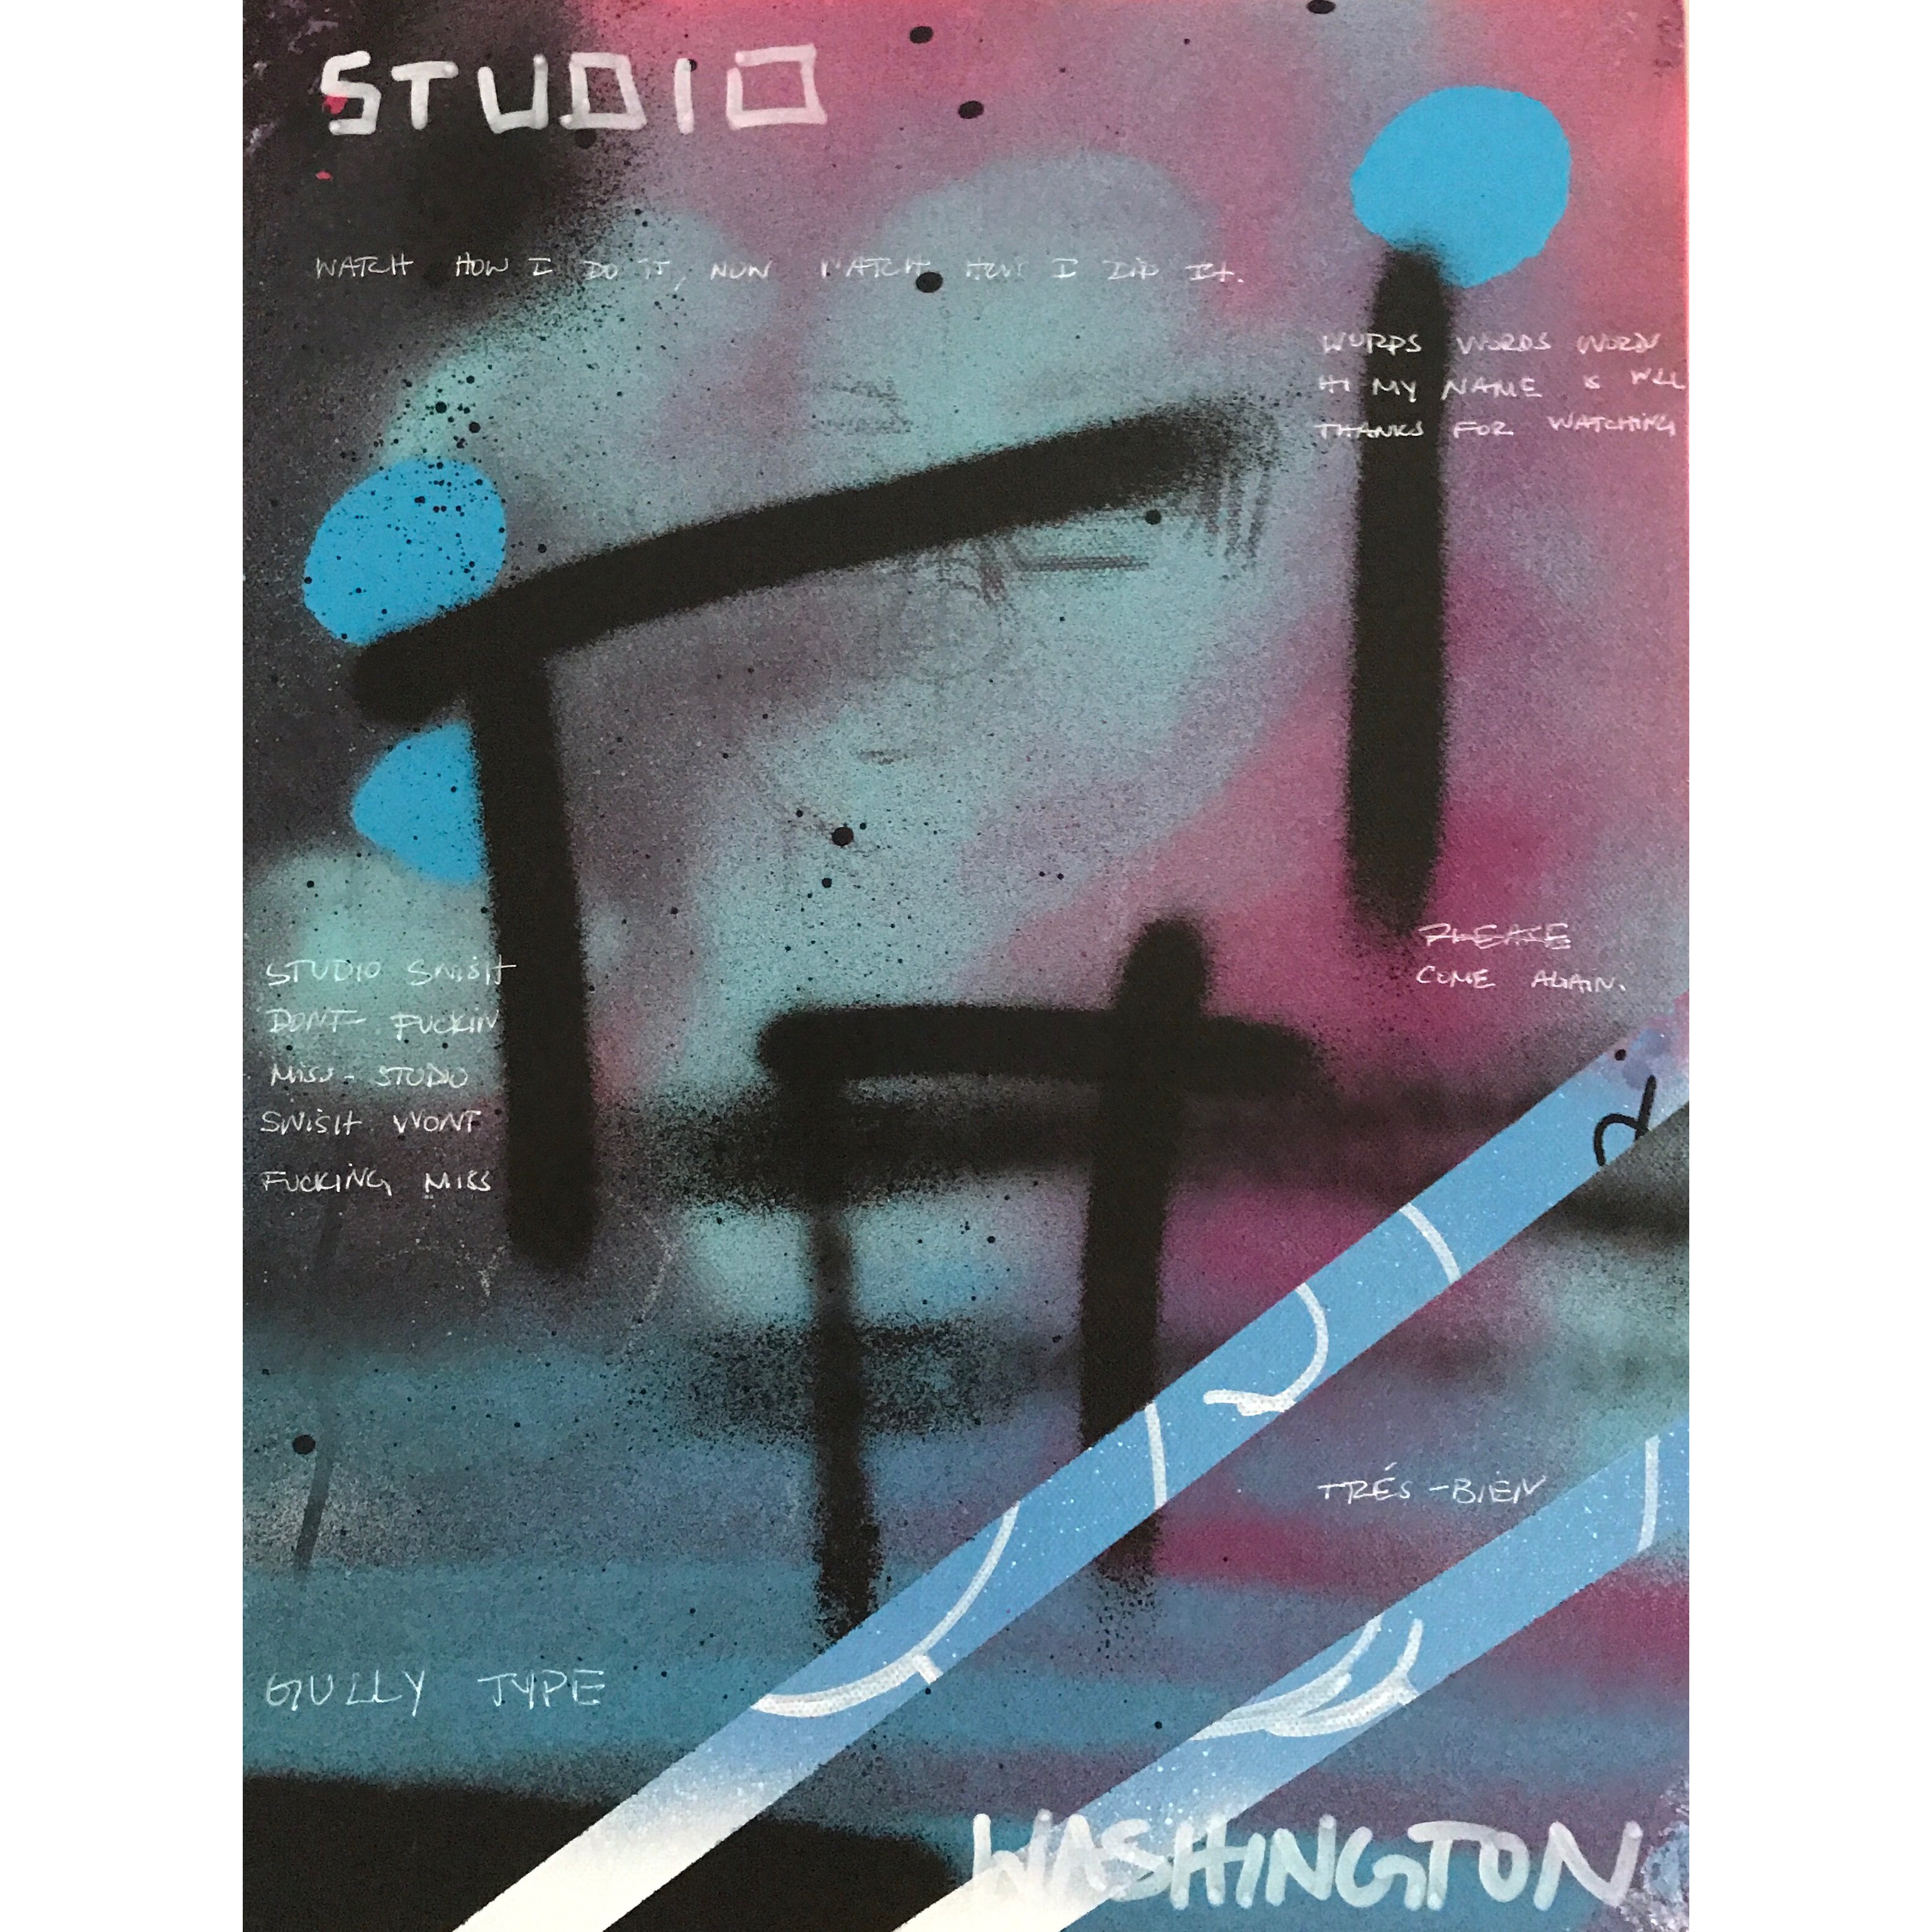 STUDIO
WATCH HOW I DO IT, NOW WATCH HOW I DID IT.
WORDS WORDS WORDS
HI MY NAME IS WILL
THANKS FOR WATCHING
PLEASE
COME AGAIN.
STUDIO SWISH
DONT FUCKIN
MISS - STUDIO
SWISH WONT
FUCKING MISS
TRÉS-BIEN
GULLY TYPE
WASHINGTON